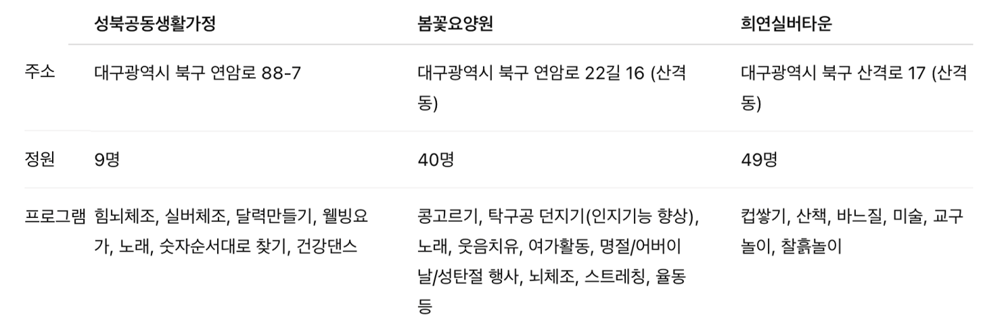 성북공동생활가정 봄꽃요양원 희연실버타운
주소 대구광역시 북구 연암로 88-7 대구광역시 북구 연암로 22길 16 (산격 대구광역시 북구 산격로 17 (산격
동) 동)
정원 9명 40명 49명
프로그램 힘뇌체조, 실버체조, 달력만들기, 웰빙요 콩고르기, 탁구공 던지기(인지기능 향상), 컵쌓기, 산책, 바느질, 미술, 교구
가, 노래, 숫자순서대로 찾기, 건강댄스 노래, 웃음치유, 여가활동, 명절/어버이 놀이, 찰흙놀이
날/성탄절 행사, 뇌체조, 스트레칭, 율동
등